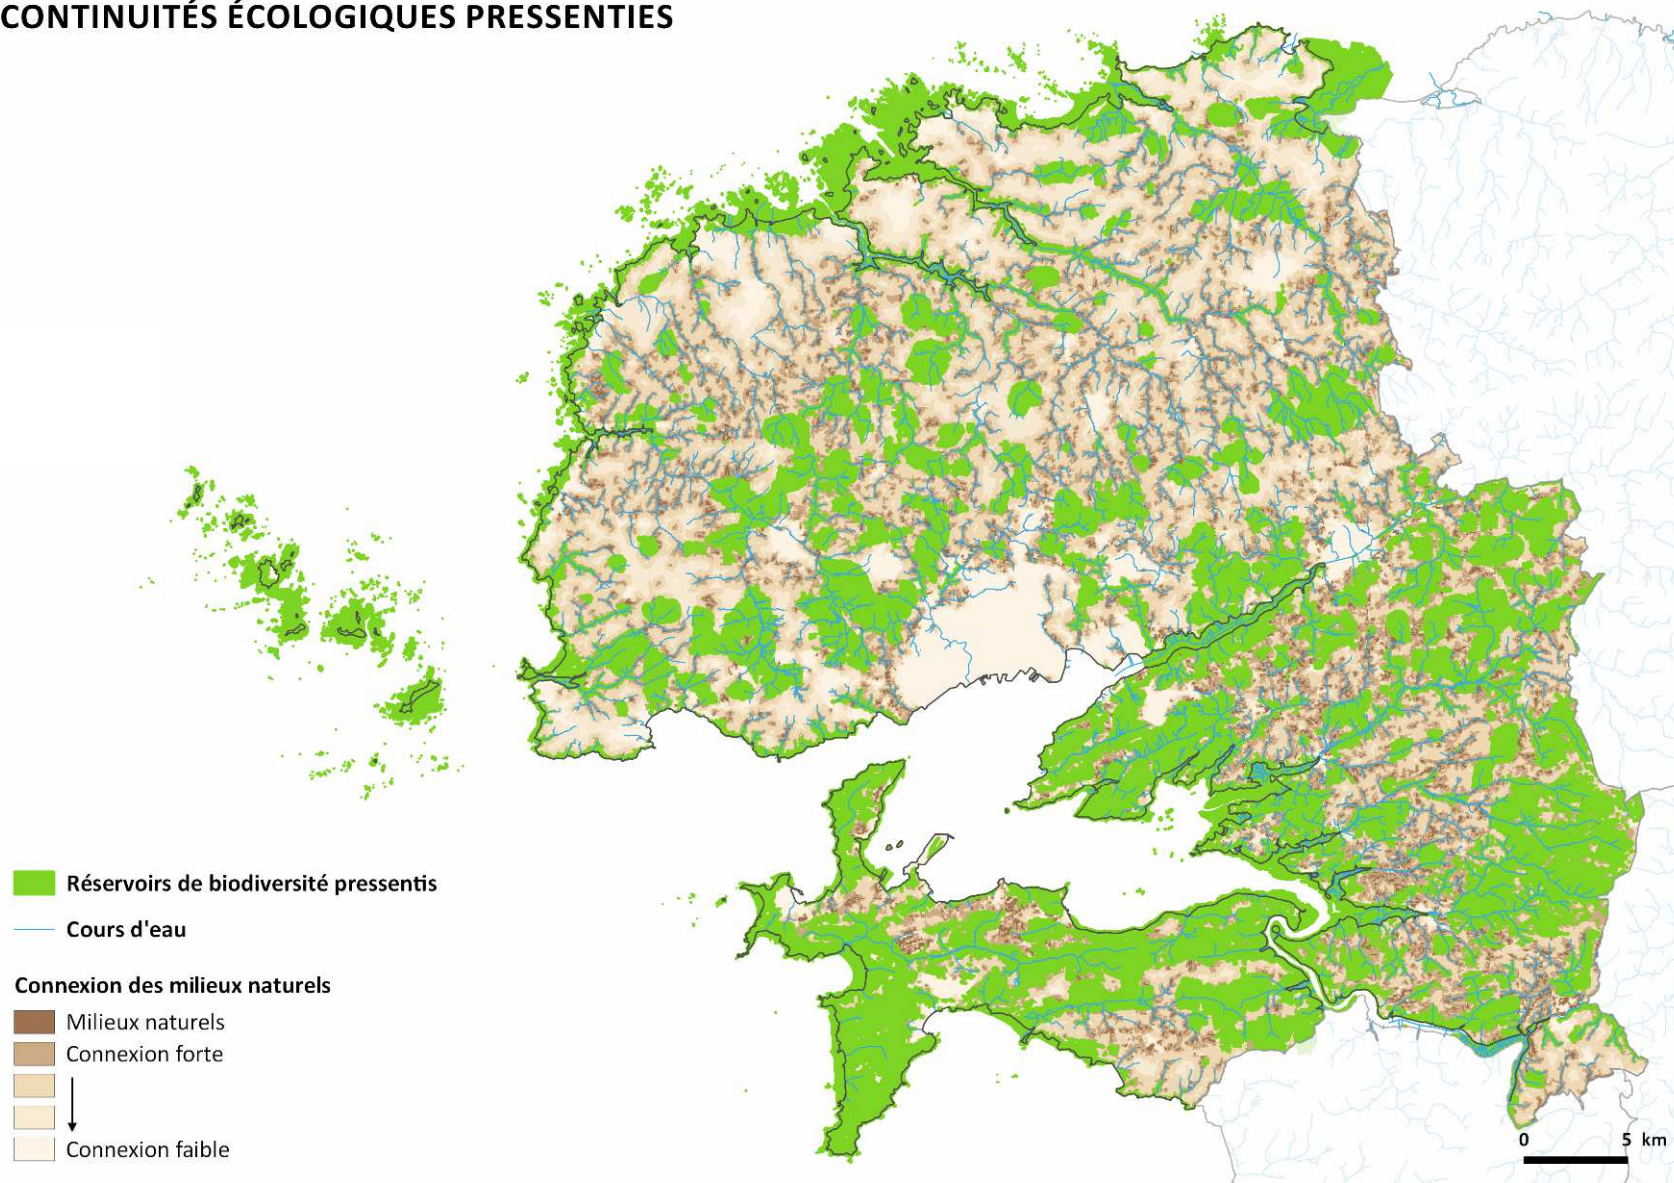 CONTINUITÉS ÉCOLOGIQUES PRESSENTIES
Réservoirs de biodiversité pressentis
Cours d'eau
Connexion des milieux naturels
Milieux naturels
Connexion forte
Connexion faible
0 5 km